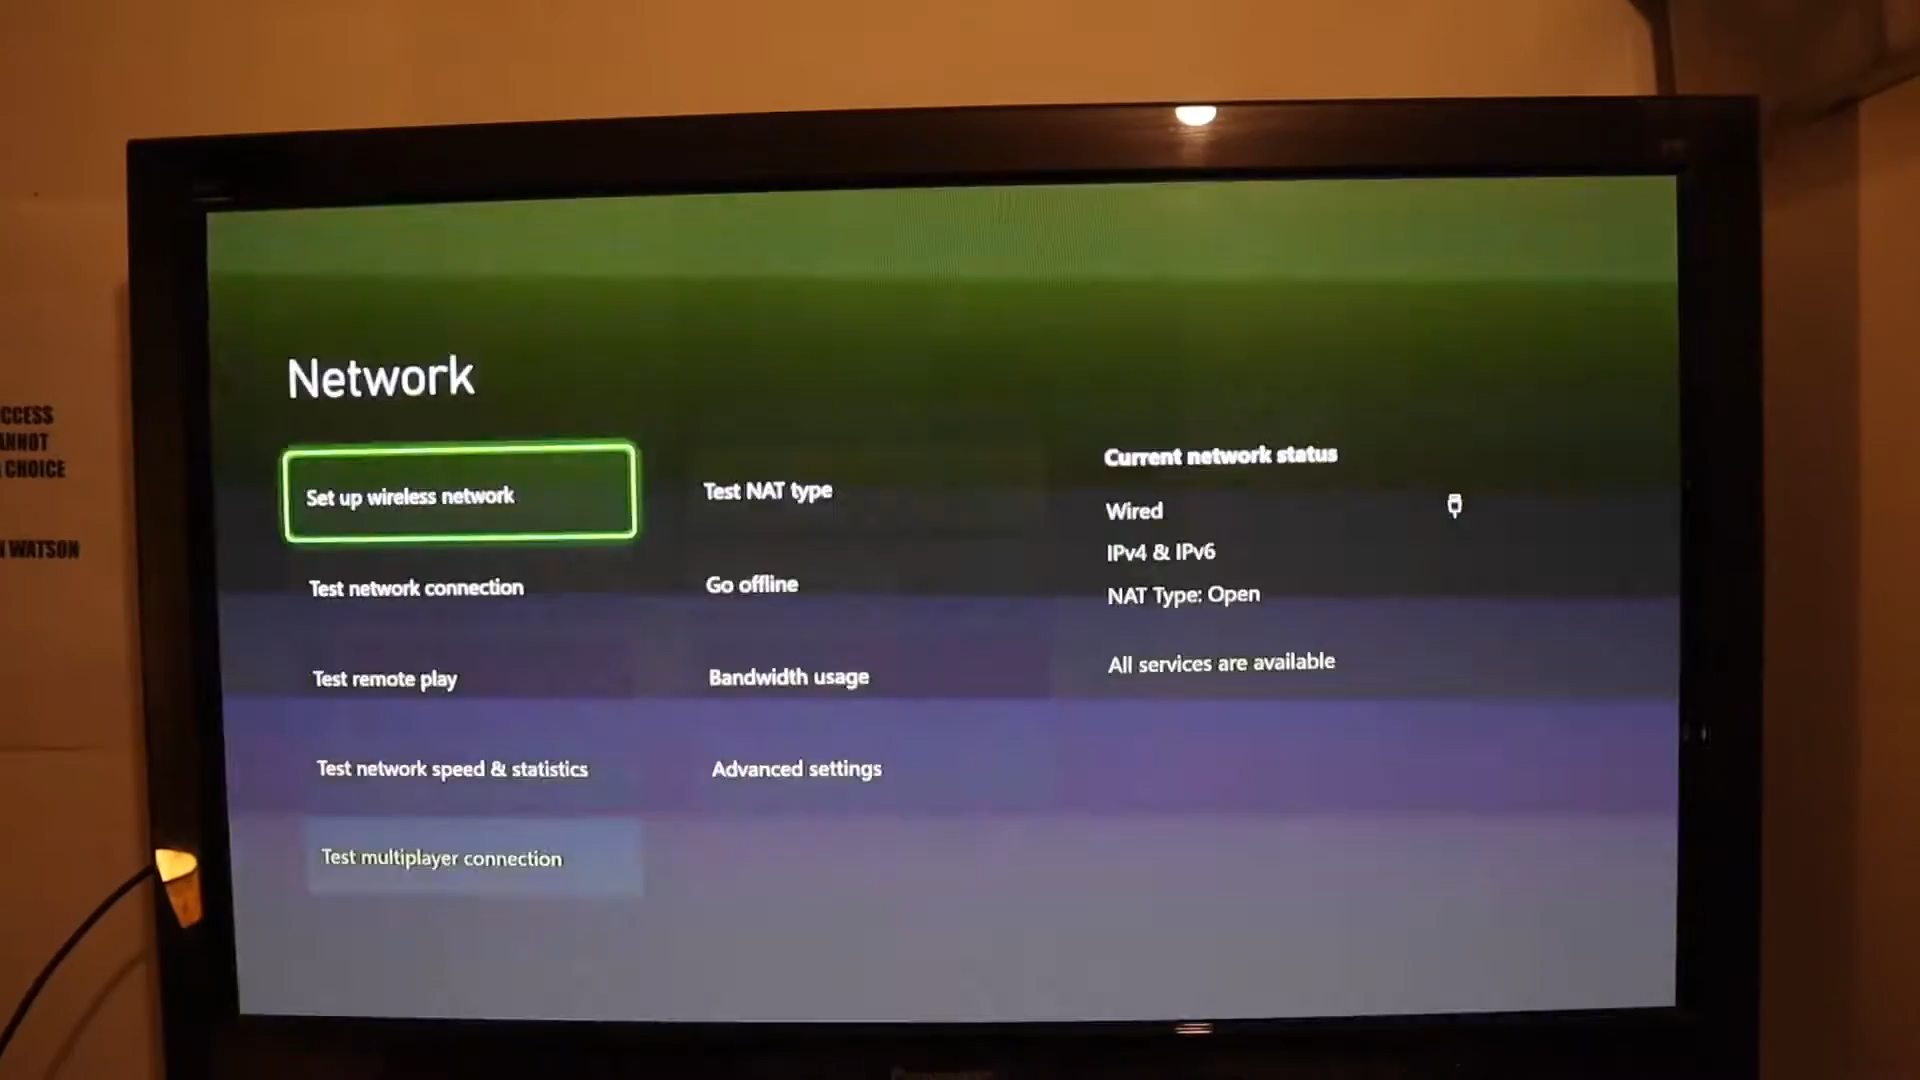 CCESS
ANNOT
CHOICE
WATSON
Network
Set up wireless network
Test network connection
Test remote play
Test network speed & statistics
Test multiplayer connection
Test NAT type
Go offline
Bandwidth usage
Advanced settings
Current network status
Wired
IPv4 & IPv6
NAT Type: Open
All services are available